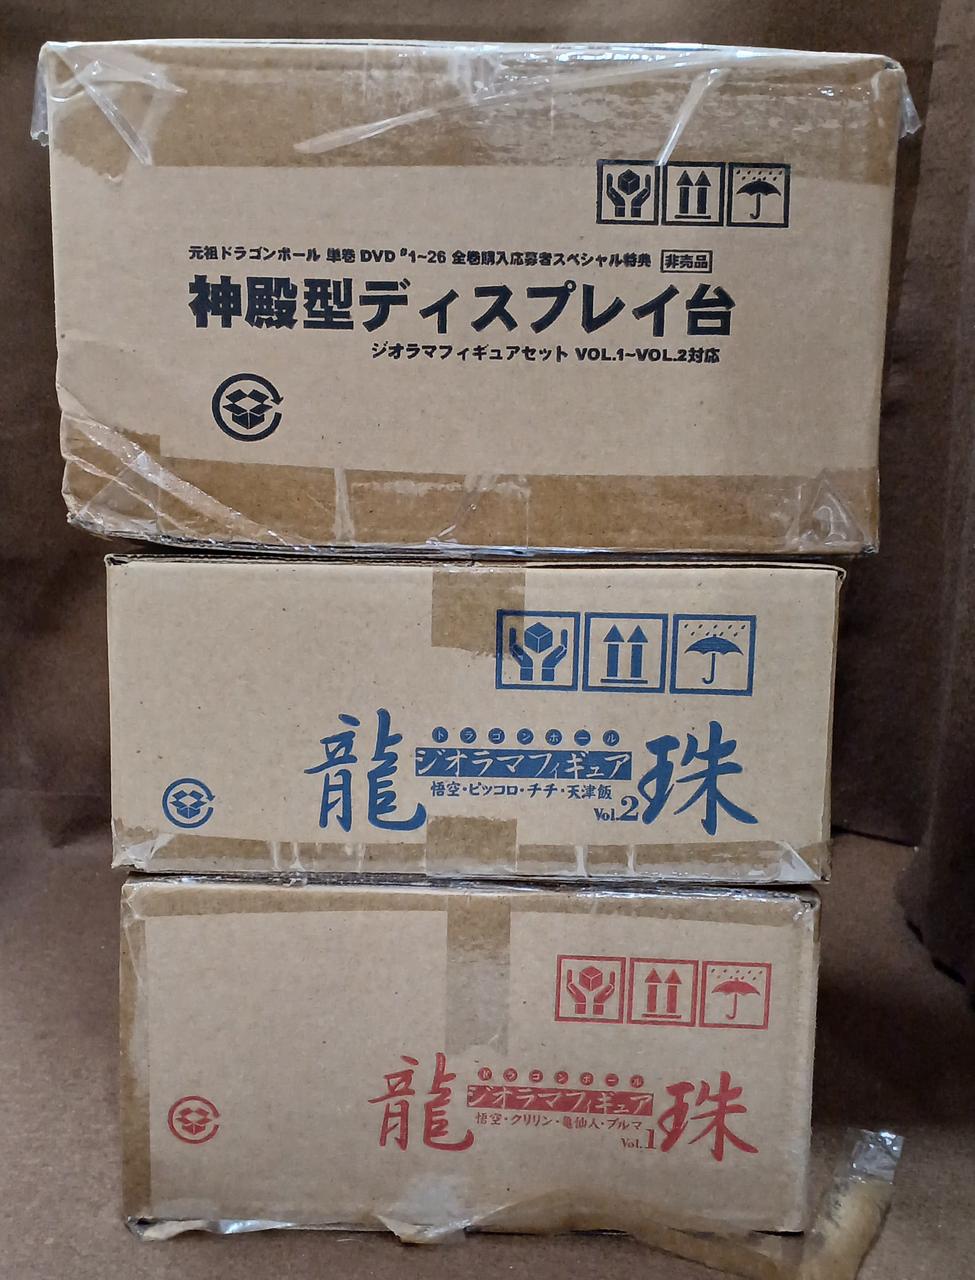 元祖ドラゴンボール 単巻 DVD #1~26 全巻購入応募者スペシャル特典 非売品
神殿型ディスプレイ台
ジオラマフィギュアセット VOL.1~VOL.2対応
龍珠
ドラゴンボール
ジオラマフィギュア
悟空・ピッコロ・チチ・天津飯
Vol.2
龍珠
ドラゴンボール
ジオラマフィギュア
悟空・クリリン・亀仙人・ブルマ
Vol.1